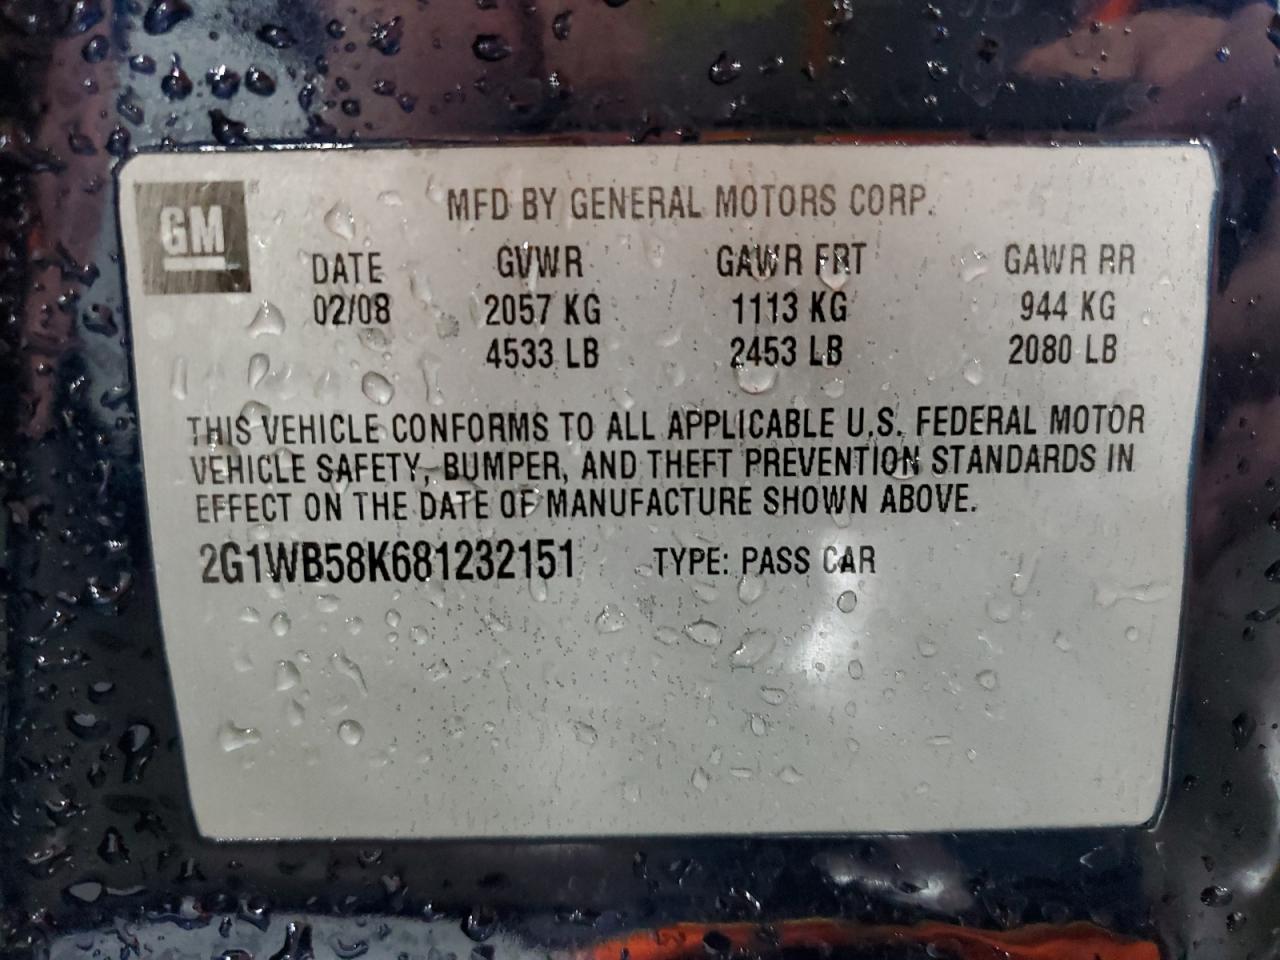 GM
MFD BY GENERAL MOTORS CORP.
DATE GVWR GAWR FRT GAWR RR
02/08 2057 KG 1113 KG 944 KG
4533 LB 2453 LB 2080 LB
THIS VEHICLE CONFORMS TO ALL APPLICABLE U.S. FEDERAL MOTOR
VEHICLE SAFETY, BUMPER, AND THEFT PREVENTION STANDARDS IN
EFFECT ON THE DATE OF MANUFACTURE SHOWN ABOVE.
2G1WB58K681232151 TYPE: PASS CAR